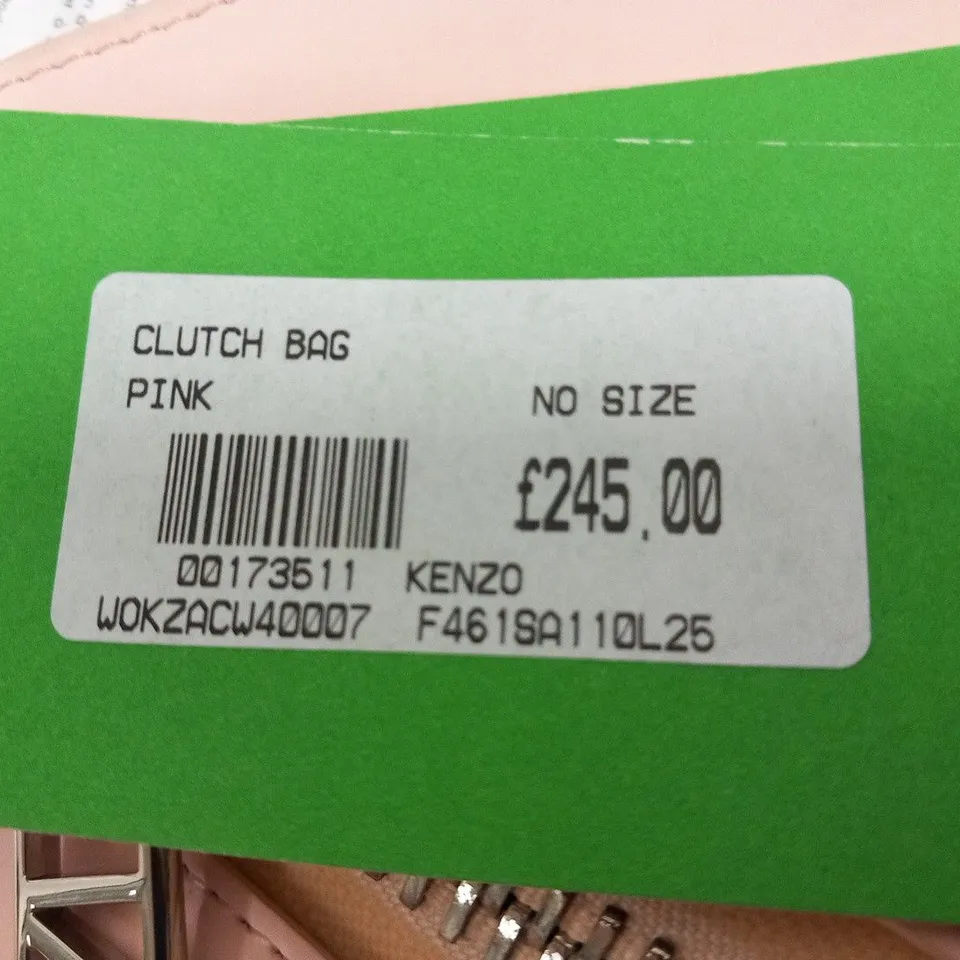 CLUTCH BAG
PINK NO SIZE
£245.00
00173511 KENZO
WOKZACW40007 F461SA110L25